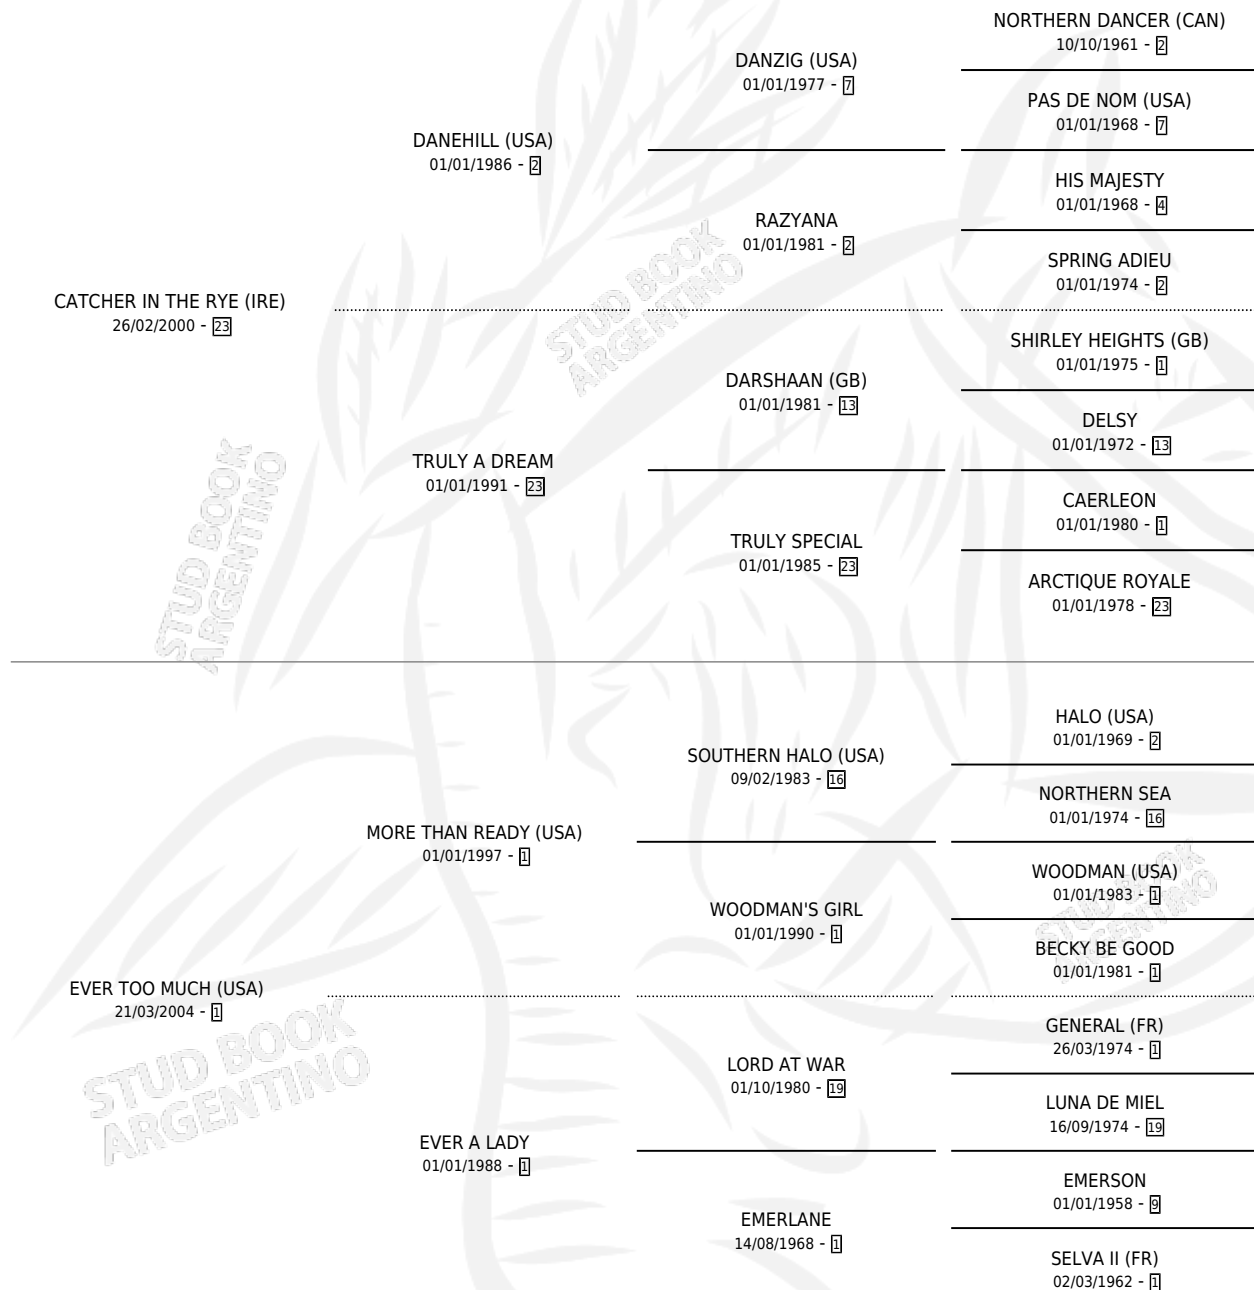 NORTHERN DANCER (CAN)
10/10/1961 - 2
DANZIG (USA)
01/01/1977 - 7
PAS DE NOM (USA)
01/01/1968 - 7
DANEHILL (USA)
01/01/1986 - 2
HIS MAJESTY
01/01/1968 - 4
RAZYANA
01/01/1981 - 2
SPRING ADIEU
01/01/1974 - 2
CATCHER IN THE RYE (IRE)
26/02/2000 - 23
SHIRLEY HEIGHTS (GB)
01/01/1975 - 1
DARSHAAN (GB)
01/01/1981 - 13
DELSY
01/01/1972 - 13
TRULY A DREAM
01/01/1991 - 23
CAERLEON
01/01/1980 - 1
TRULY SPECIAL
01/01/1985 - 23
ARCTIQUE ROYALE
01/01/1978 - 23
HALO (USA)
01/01/1969 - 2
SOUTHERN HALO (USA)
09/02/1983 - 16
NORTHERN SEA
01/01/1974 - 16
MORE THAN READY (USA)
01/01/1997 - 1
WOODMAN (USA)
01/01/1983 - 1
WOODMAN'S GIRL
01/01/1990 - 1
BECKY BE GOOD
01/01/1981 - 1
EVER TOO MUCH (USA)
21/03/2004 - 1
GENERAL (FR)
26/03/1974 - 1
LORD AT WAR
01/10/1980 - 19
LUNA DE MIEL
16/09/1974 - 19
EVER A LADY
01/01/1988 - 1
EMERSON
01/01/1958 - 9
EMERLANE
14/08/1968 - 1
SELVA II (FR)
02/03/1962 - 1
STUD BOOK
ARGENTINO
STUD BOOK
ARGENTINO
STUD BOOK
ARGENTINO
STUD BOOK
ARGENTINO